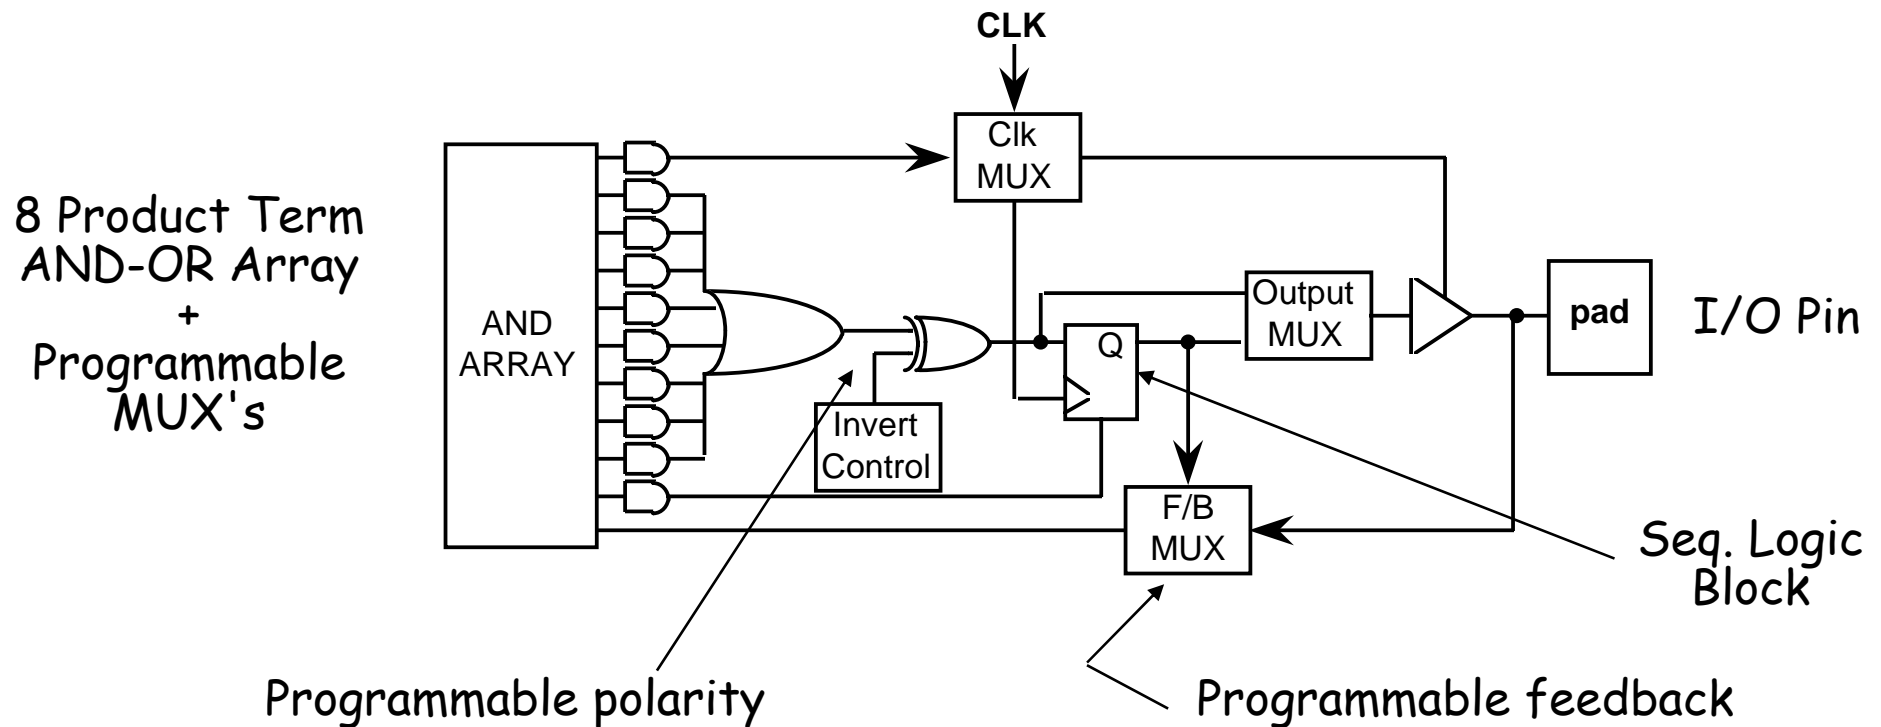 CLK
Clk
MUX
8 Product Term
AND-OR Array
+
Programmable
MUX's
AND
ARRAY
Invert
Control
Q
Output
MUX
pad
I/O Pin
F/B
MUX
Seq. Logic
Block
Programmable polarity
Programmable feedback